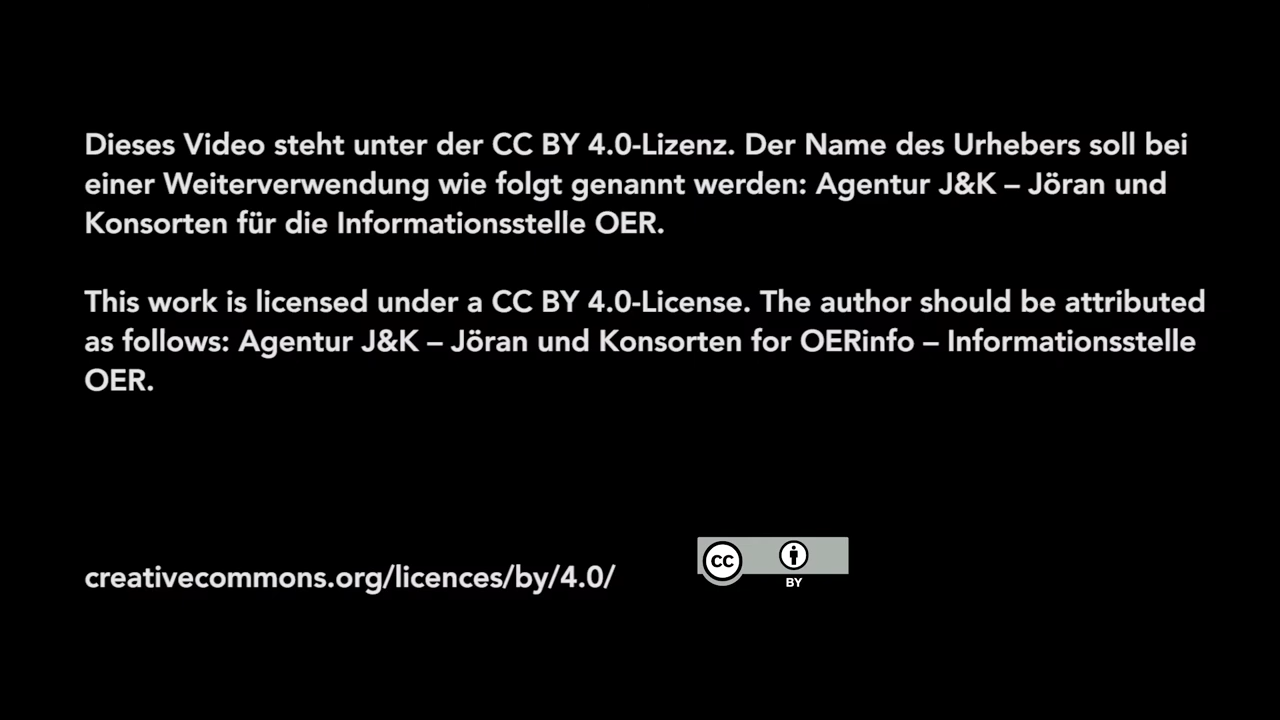 Dieses Video steht unter der CC BY 4.0-Lizenz. Der Name des Urhebers soll bei
einer Weiterverwendung wie folgt genannt werden: Agentur J&K – Jöran und
Konsorten für die Informationsstelle OER.
This work is licensed under a CC BY 4.0-License. The author should be attributed
as follows: Agentur J&K – Jöran und Konsorten for OERinfo – Informationsstelle
OER.
creativecommons.org/licences/by/4.0/
CC
BY